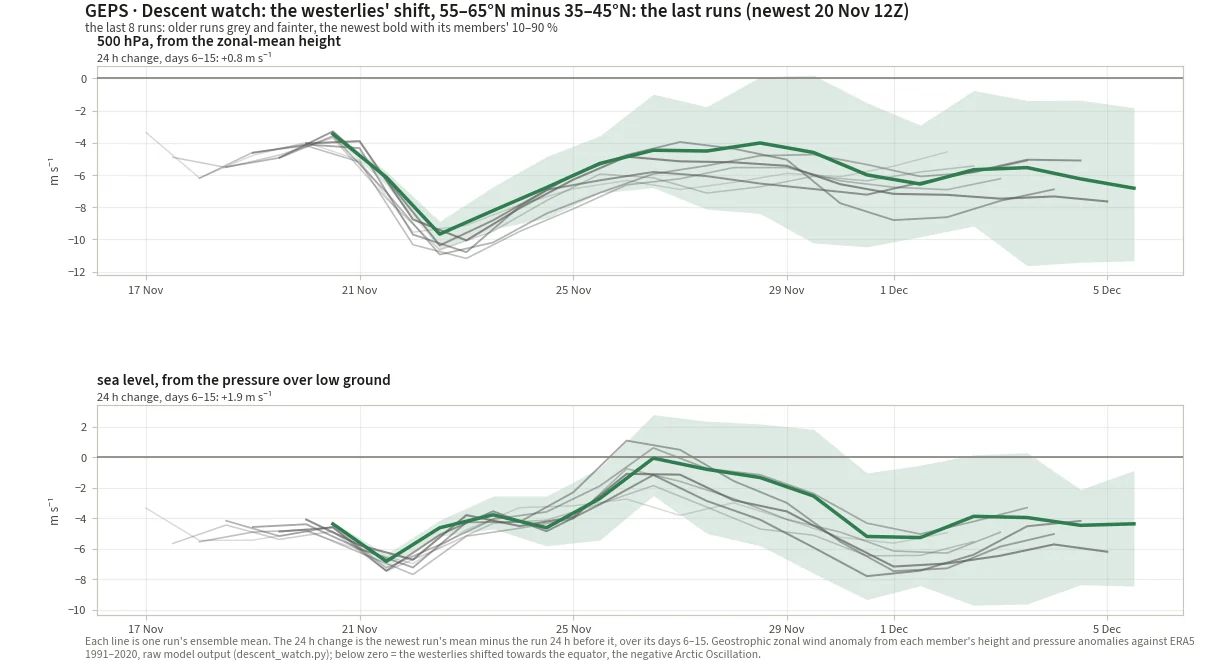 GEPS · Descent watch: the westerlies' shift, 55–65°N minus 35–45°N: the last runs (newest 20 Nov 12Z)
the last 8 runs: older runs grey and fainter, the newest bold with its members' 10–90 %
500 hPa, from the zonal-mean height
24 h change, days 6–15: +0.8 m s⁻¹
0
−2
−4
−6
−8
−10
−12
m s⁻¹
17 Nov 21 Nov 25 Nov 29 Nov 1 Dec 5 Dec
sea level, from the pressure over low ground
24 h change, days 6–15: +1.9 m s⁻¹
2
0
−2
−4
−6
−8
−10
m s⁻¹
17 Nov 21 Nov 25 Nov 29 Nov 1 Dec 5 Dec
Each line is one run's ensemble mean. The 24 h change is the newest run's mean minus the run 24 h before it, over its days 6–15. Geostrophic zonal wind anomaly from each member's height and pressure anomalies against ERA5
1991–2020, raw model output (descent_watch.py); below zero = the westerlies shifted towards the equator, the negative Arctic Oscillation.